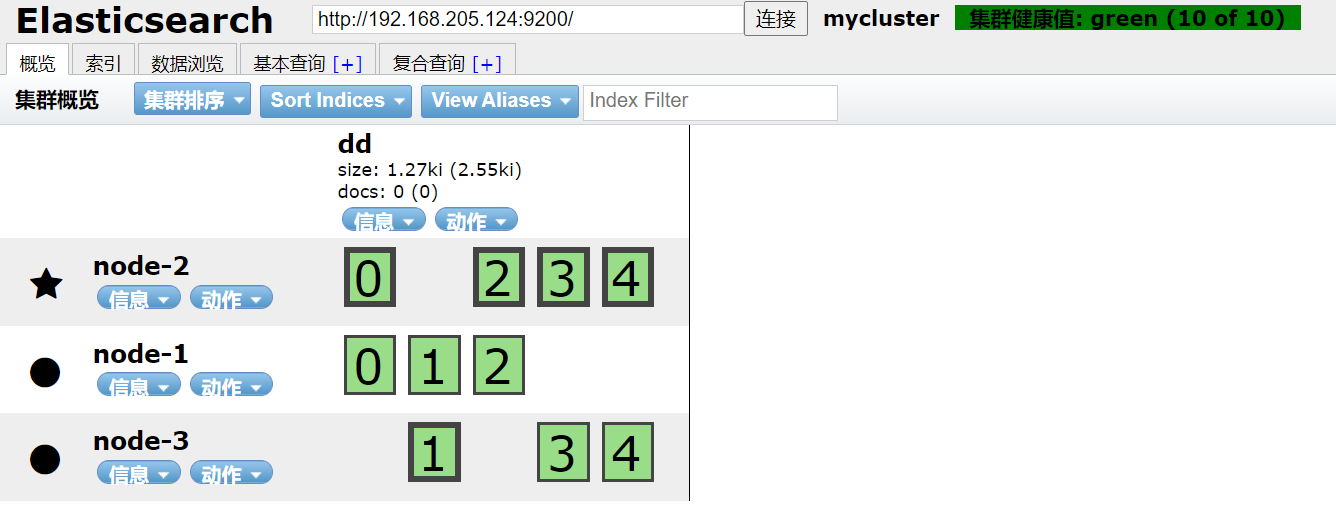 Elasticsearch http://192.168.205.124:9200/ 连接 mycluster 集群健康值: green (10 of 10)
概览 索引 数据浏览 基本查询 [+] 复合查询 [+]
集群概览 集群排序 Sort Indices View Aliases Index Filter
dd
size: 1.27ki (2.55ki)
docs: 0 (0)
信息 动作
node-2 0 2 3 4
信息 动作
node-1 0 1 2
信息 动作
node-3 1 3 4
信息 动作